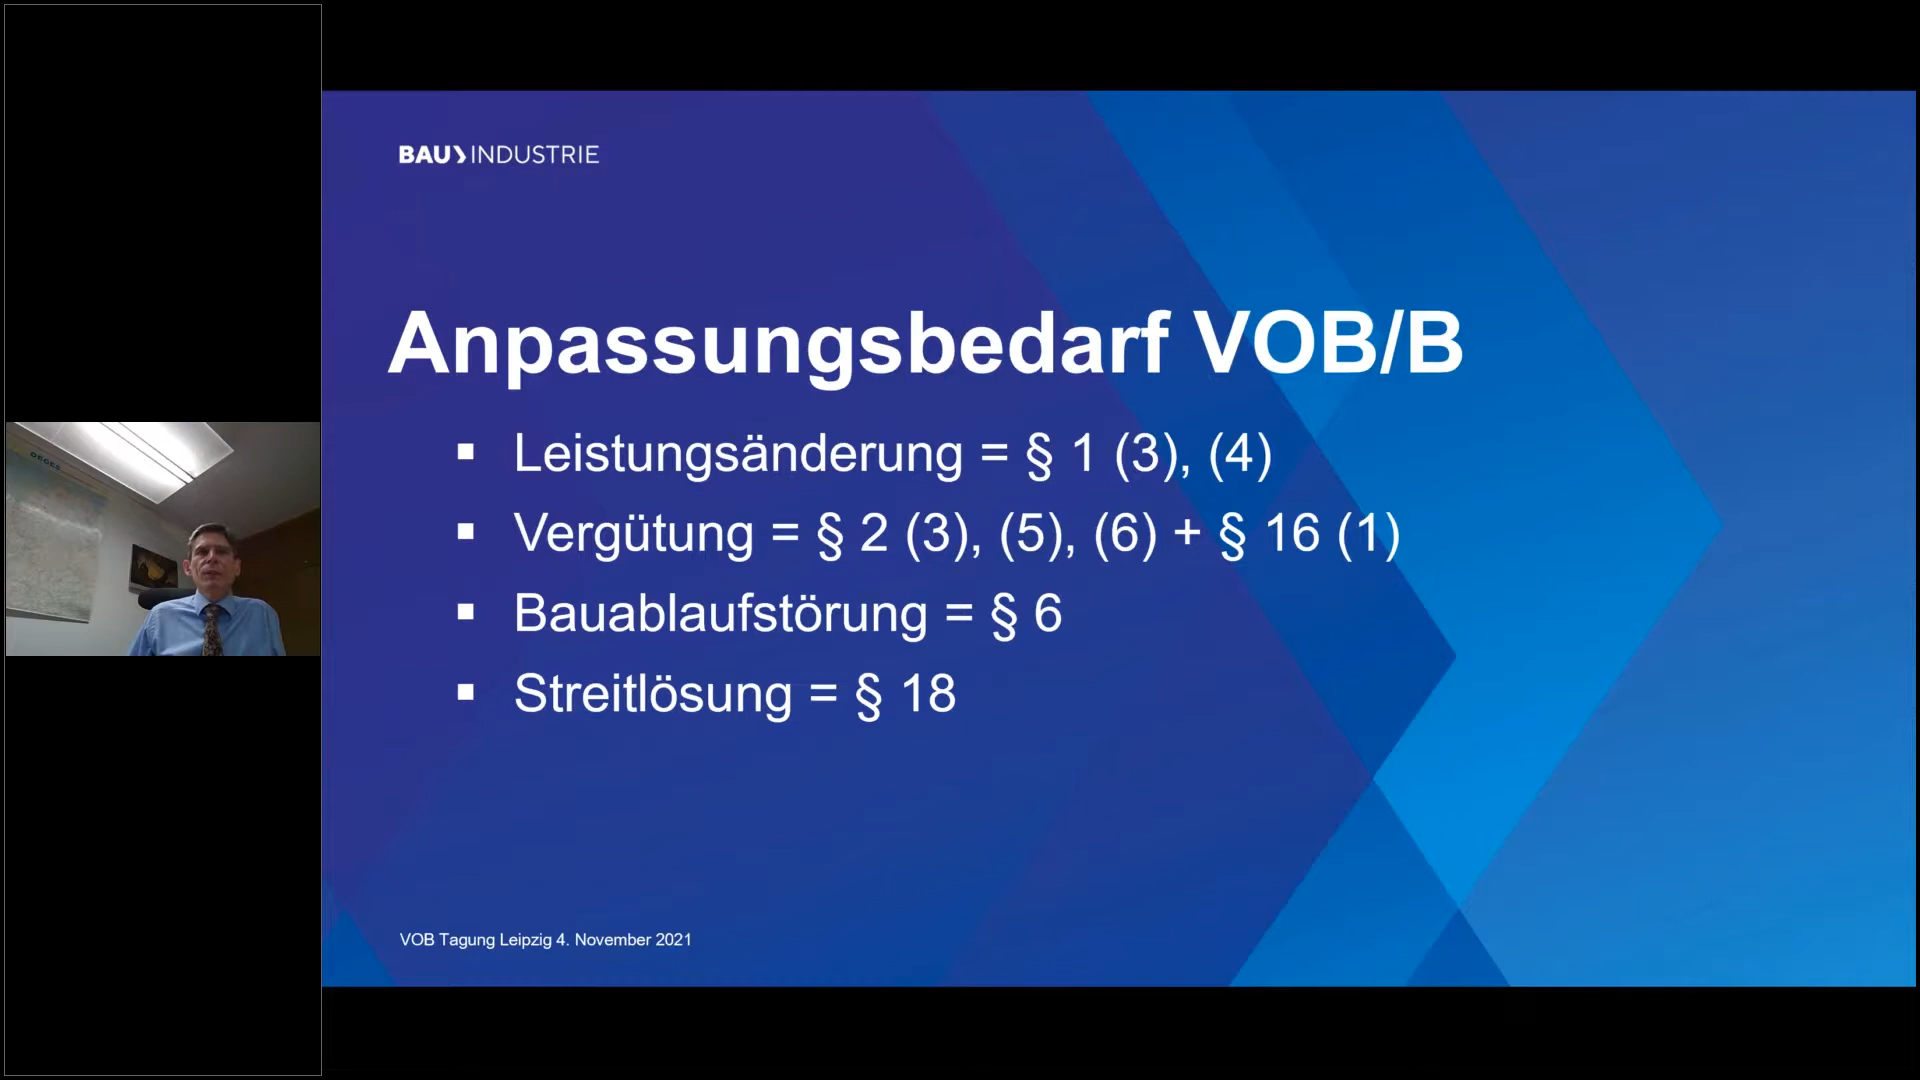 BAU❯INDUSTRIE
Anpassungsbedarf VOB/B
▪ Leistungsänderung = § 1 (3), (4)
▪ Vergütung = § 2 (3), (5), (6) + § 16 (1)
▪ Bauablaufstörung = § 6
▪ Streitlösung = § 18
VOB Tagung Leipzig 4. November 2021
DEGES